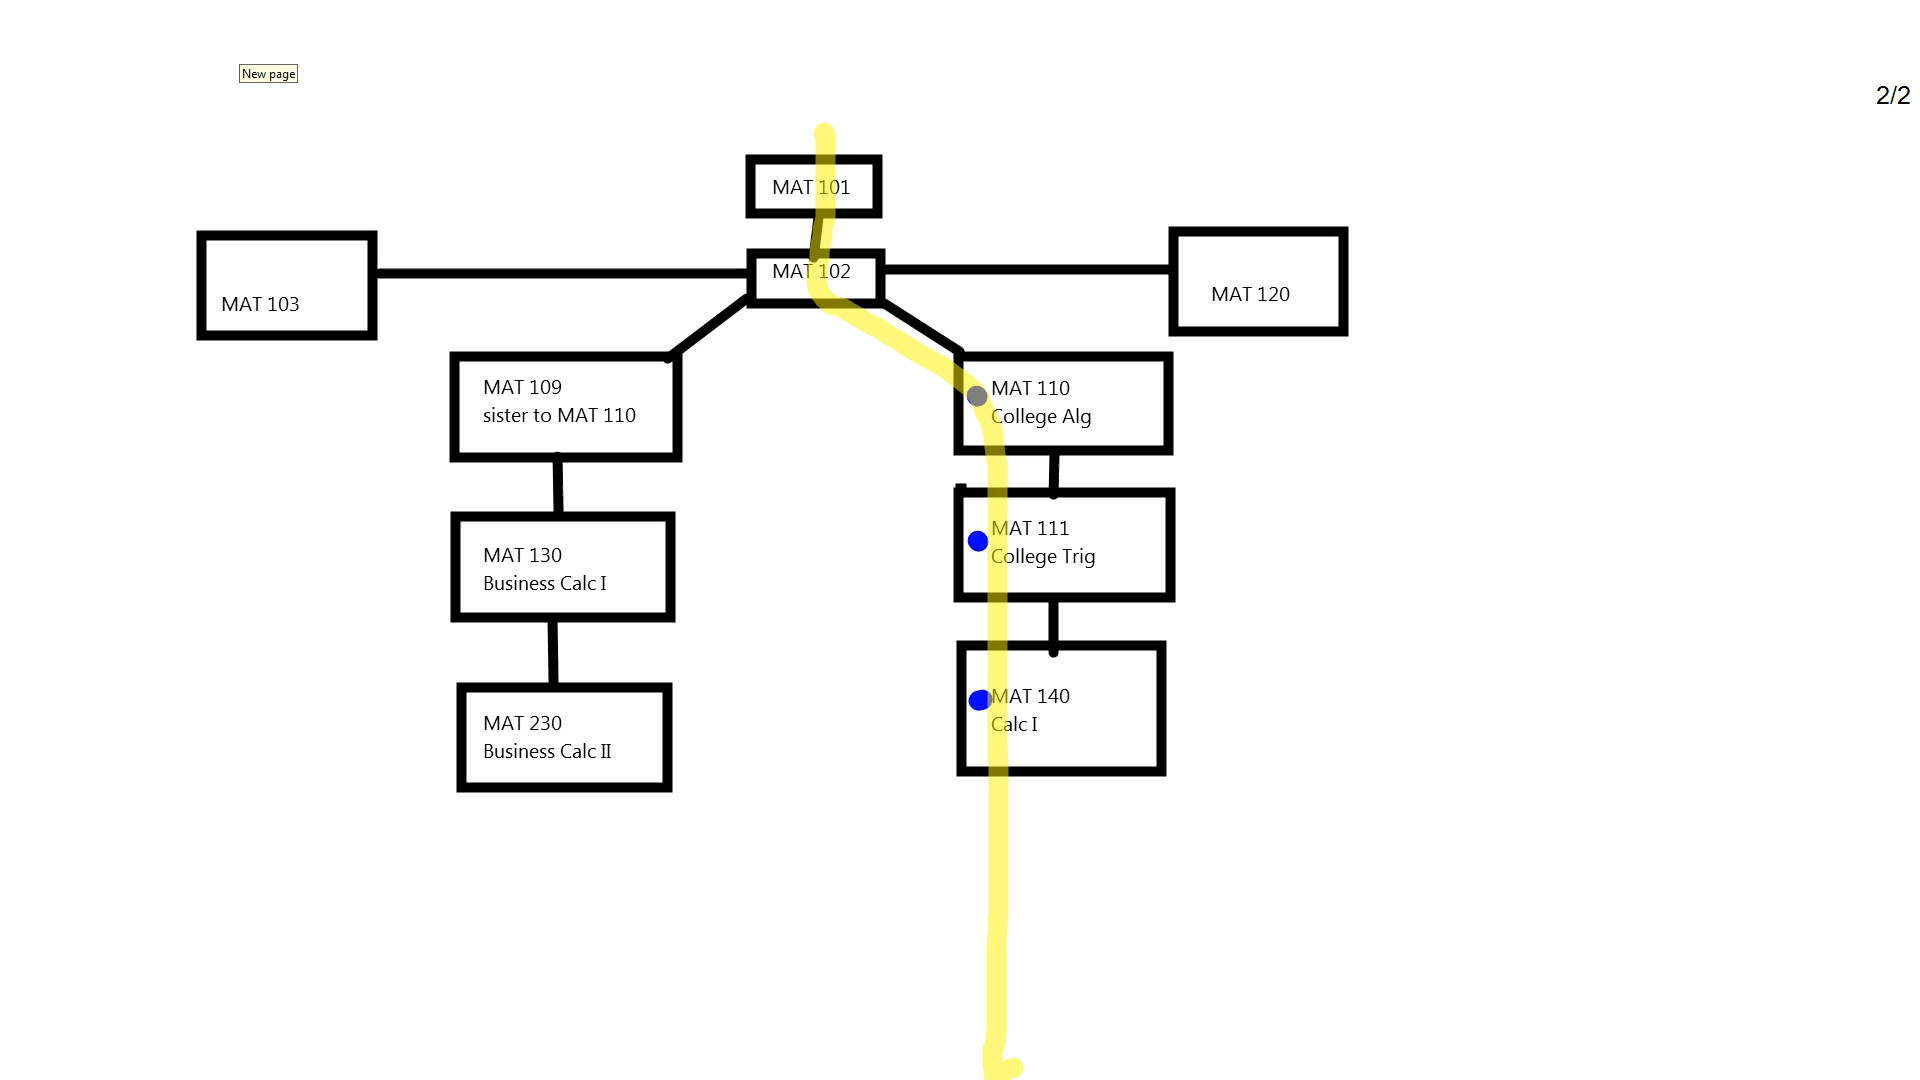 New page
2/2
MAT 101
MAT 102
MAT 103
MAT 120
MAT 109
sister to MAT 110
MAT 110
College Alg
MAT 130
Business Calc I
MAT 111
College Trig
MAT 230
Business Calc II
MAT 140
Calc I